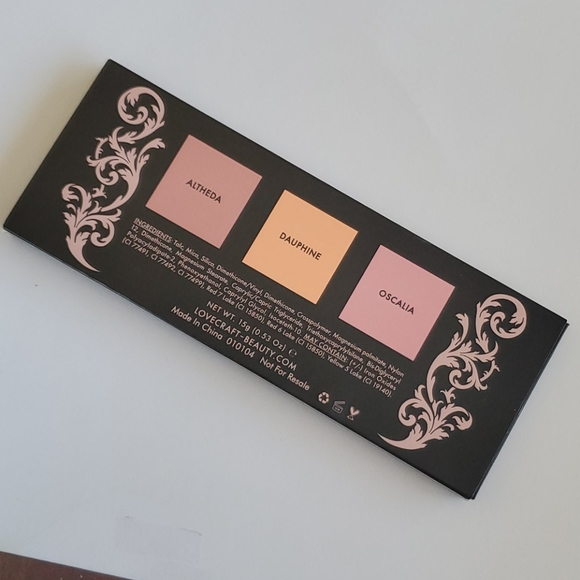 ALTHEDA
DAUPHINE
OSCALIA
INGREDIENTS: Talc, Mica, Silica, Dimethicone/Vinyl, Dimethicone, Crosspolymer, Magnesium palmitate, Nylon
12, Dimethicone, Magnesium Stearate, Caprylic/Capric Triglyceride, Triethoxycaprylylsilane, Bis-Diglyceryl
Polyacyladipate-2, Phenoxyethanol, Caprylyl Glycol, Isoceteth.10. MAY CONTAIN: (+/-) Iron Oxides
(CI 77491, CI 77492, CI 77499), Red 7 Lake (CI 15850), Red 6 Lake (CI 15850), Yellow 5 Lake (CI 19140).
NET WT. 15g (0.53 Oz) ℮
LOVECRAFT-BEAUTY.COM
Made In China 010104 Not For Resale